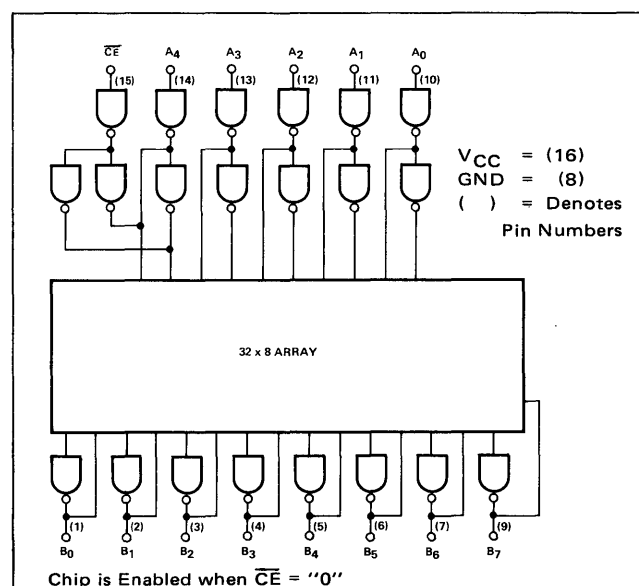 CE A4 A3 A2 A1 A0
(15) (14) (13) (12) (11) (10)
VCC = (16)
GND = (8)
( ) = Denotes
Pin Numbers
32 x 8 ARRAY
(1) (2) (3) (4) (5) (6) (7) (9)
B0 B1 B2 B3 B4 B5 B6 B7
Chip is Enabled when CE = "0"